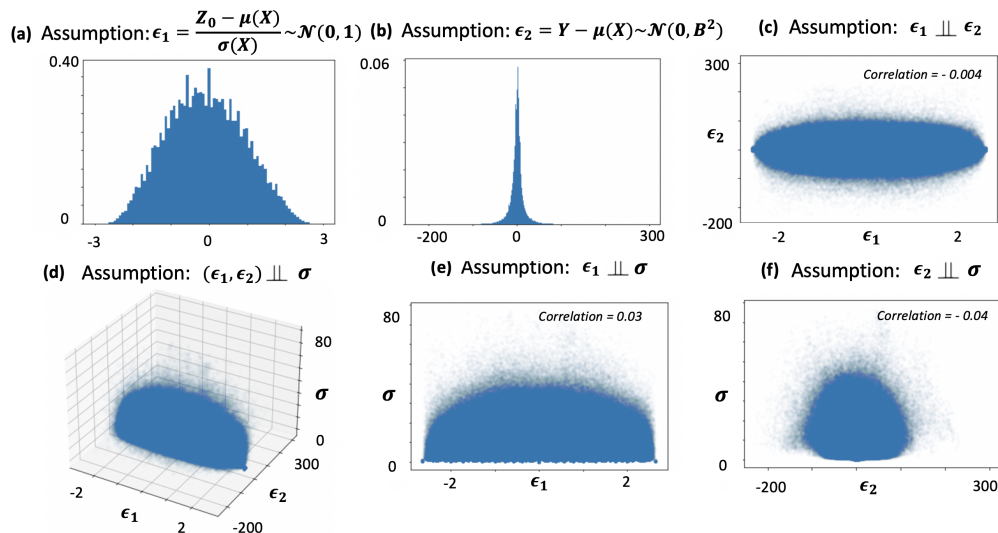 (a) Assumption: ϵ₁ = (Z₀ − μ(X)) / σ(X) ~ 𝒩(0, 1)
(b) Assumption: ϵ₂ = Y − μ(X)~𝒩(0, B²)
(c) Assumption: ϵ₁ ⫫ ϵ₂
0.40
0
-3
0
3
0.06
0
-200
0
300
300
Correlation = - 0.004
ϵ₂
-200
-2
ϵ₁
2
(d) Assumption: (ϵ₁, ϵ₂) ⫫ σ
80
σ
0
300
ϵ₂
-200
-2
ϵ₁
2
(e) Assumption: ϵ₁ ⫫ σ
80
Correlation = 0.03
σ
0
-2
ϵ₁
2
(f) Assumption: ϵ₂ ⫫ σ
80
Correlation = - 0.04
σ
0
-200
ϵ₂
300